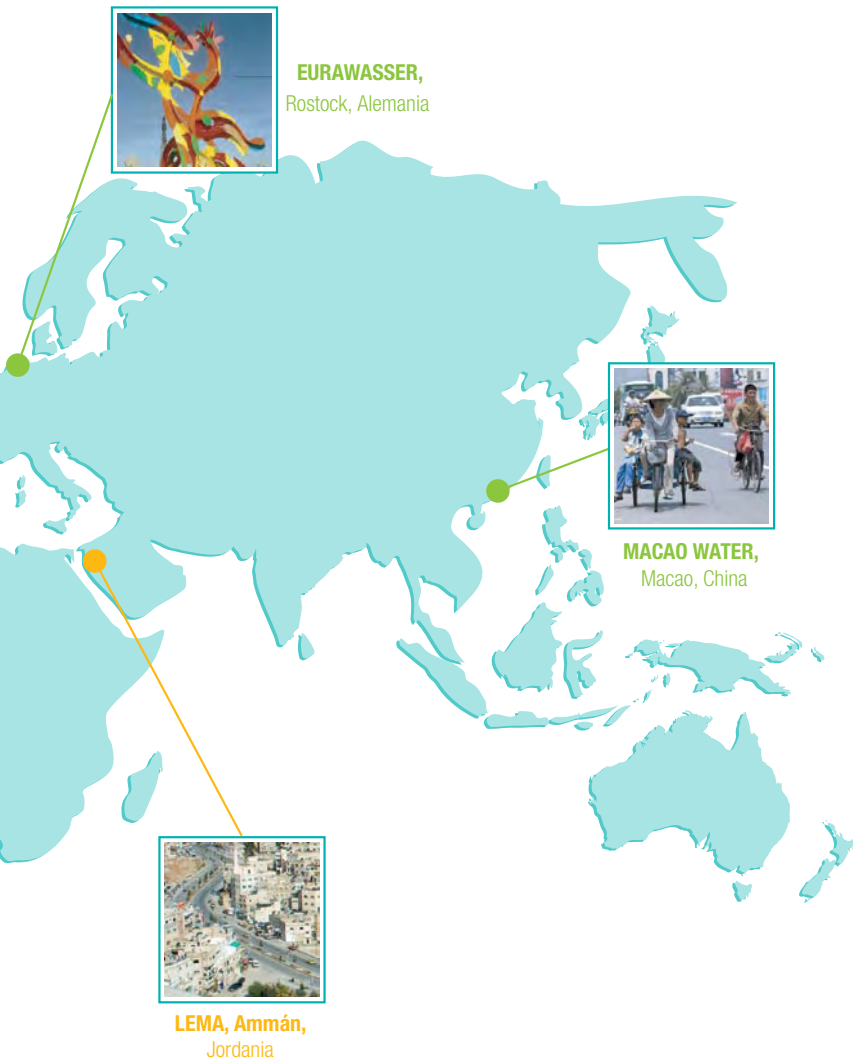 EURAWASSER,
Rostock, Alemania
MACAO WATER,
Macao, China
LEMA, Ammán,
Jordania